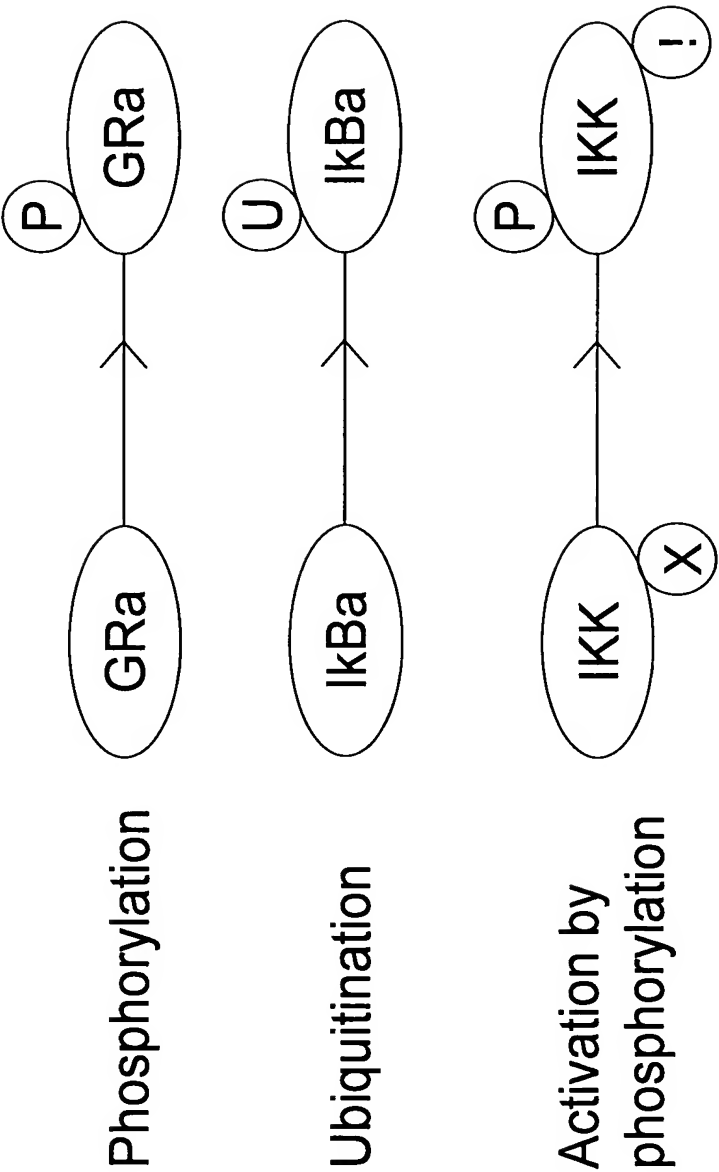 Phosphorylation
GRa
P
GRa
Ubiquitination
IkBa
U
IkBa
Activation by
phosphorylation
IKK
X
P
IKK
!